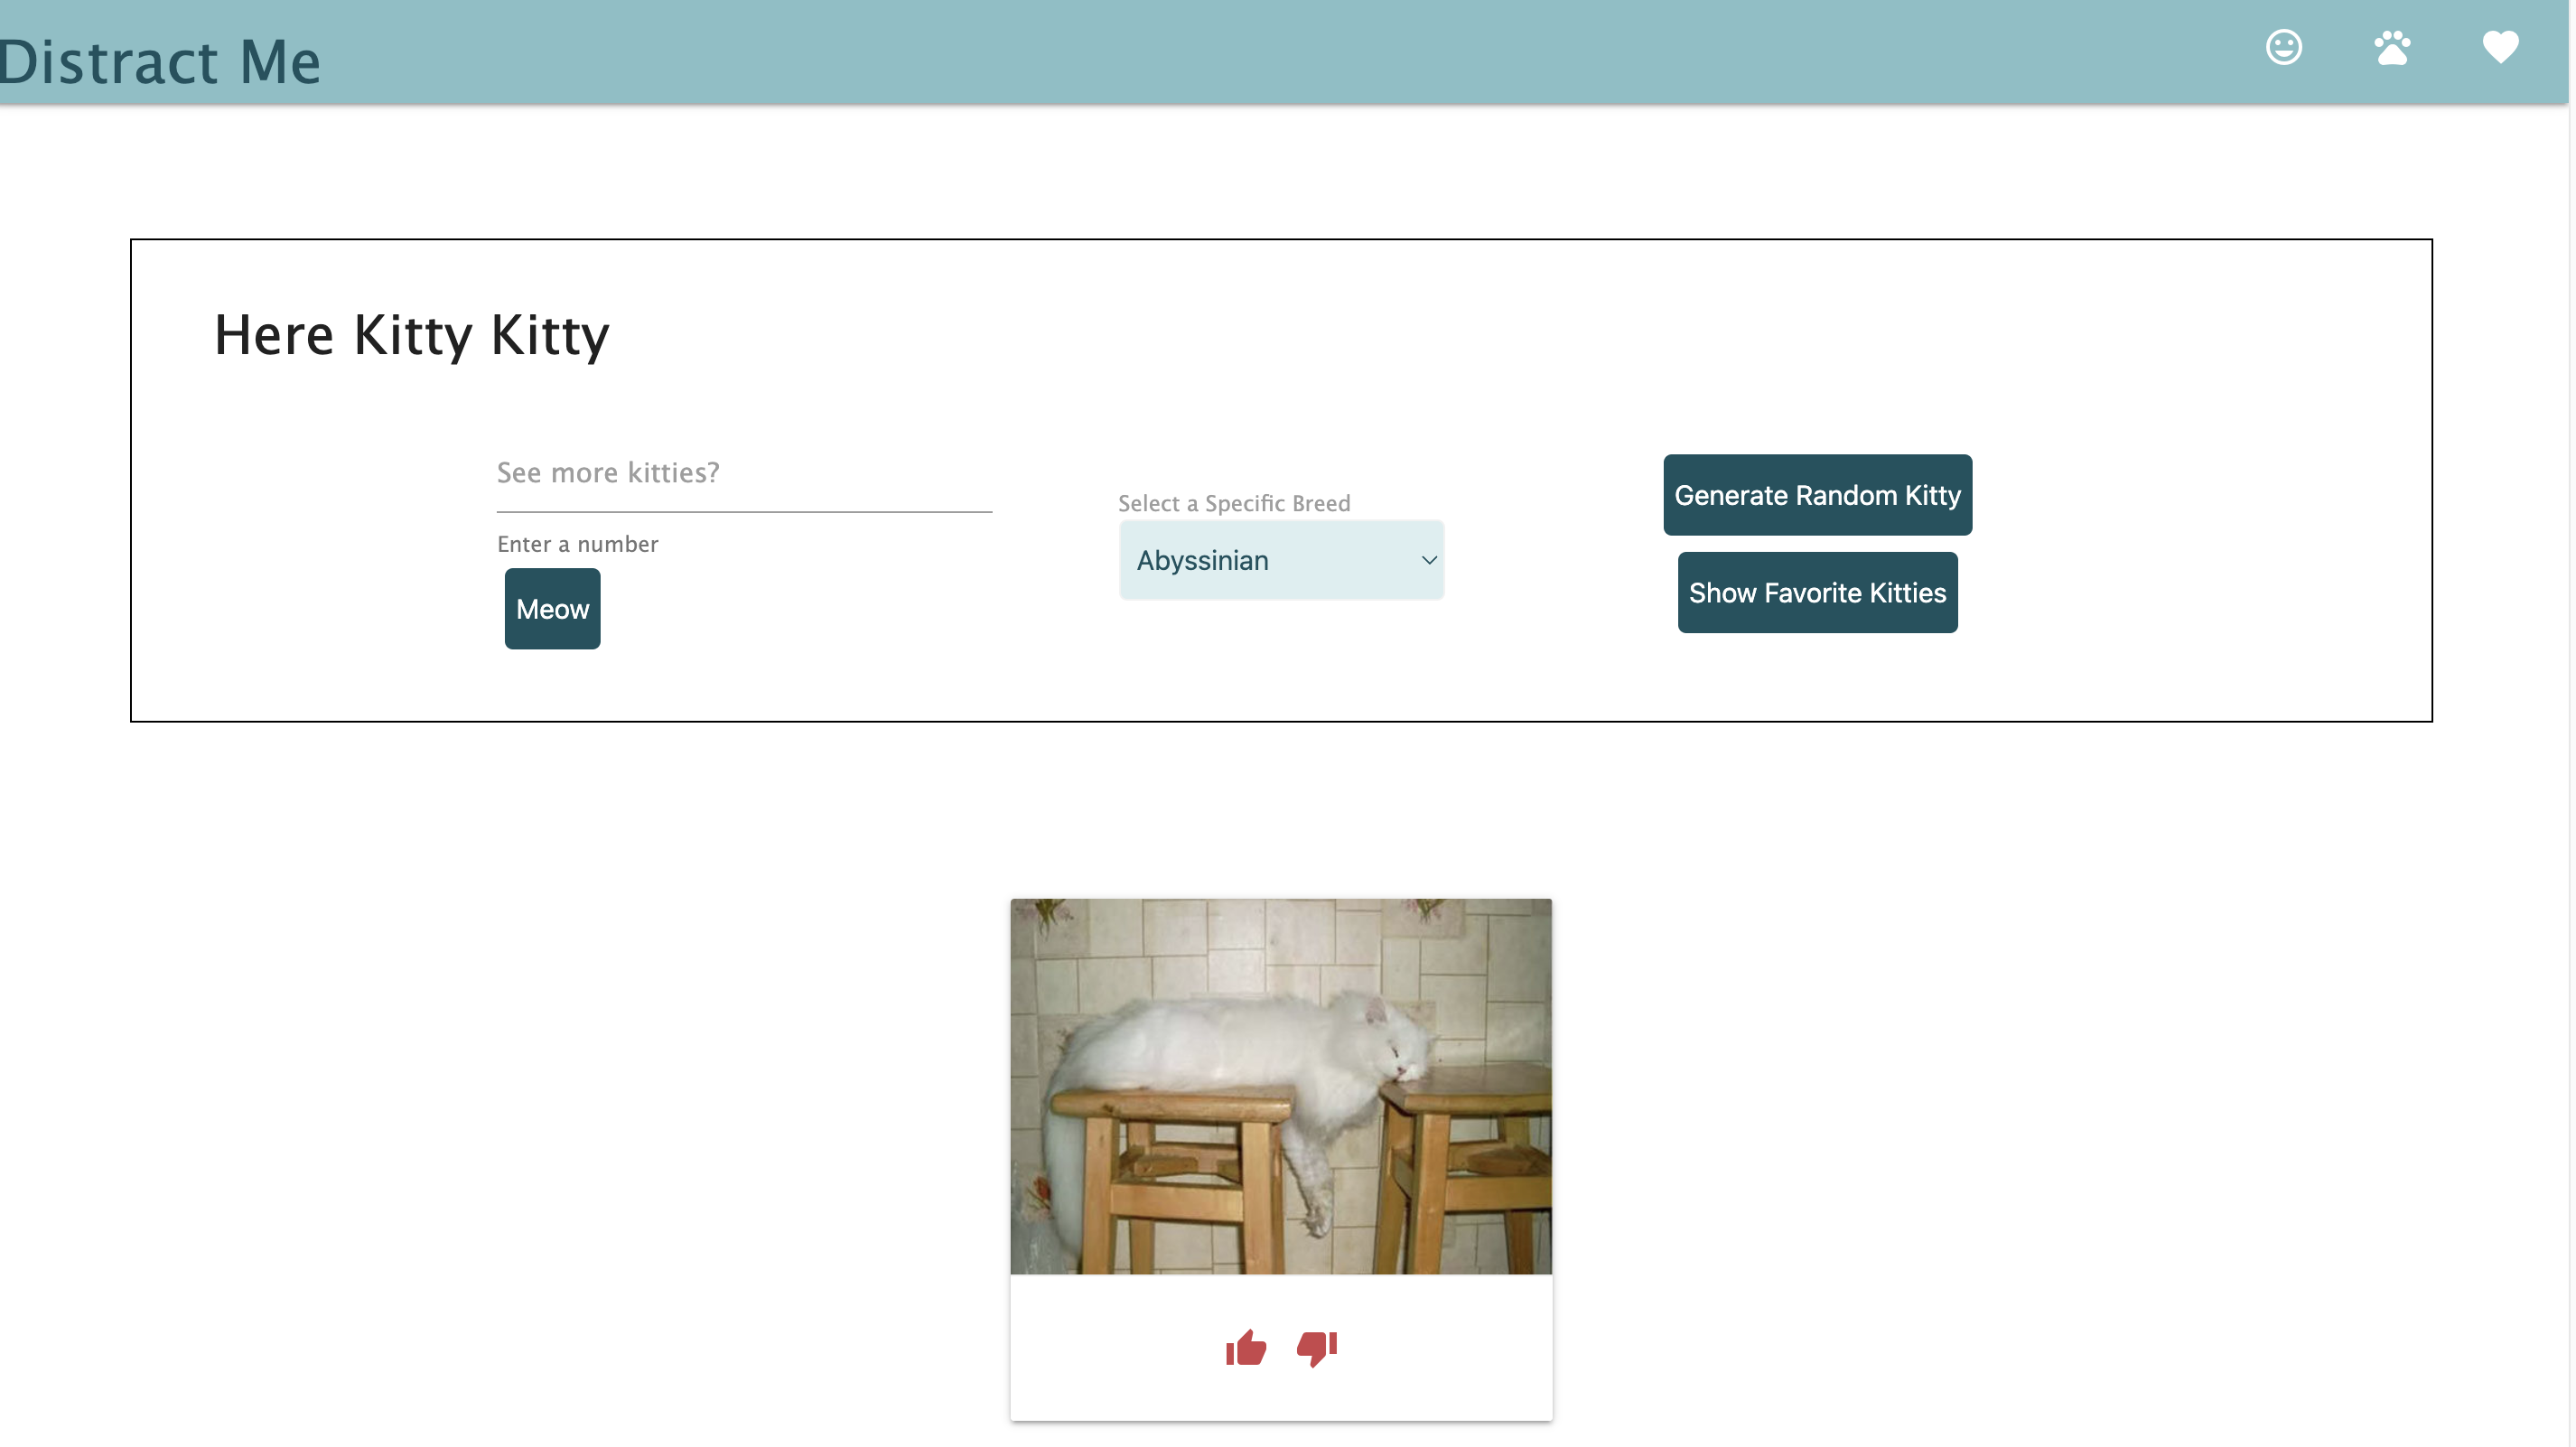 Distract Me
Here Kitty Kitty
See more kitties?
Enter a number
Meow
Select a Specific Breed
Abyssinian
Generate Random Kitty
Show Favorite Kitties